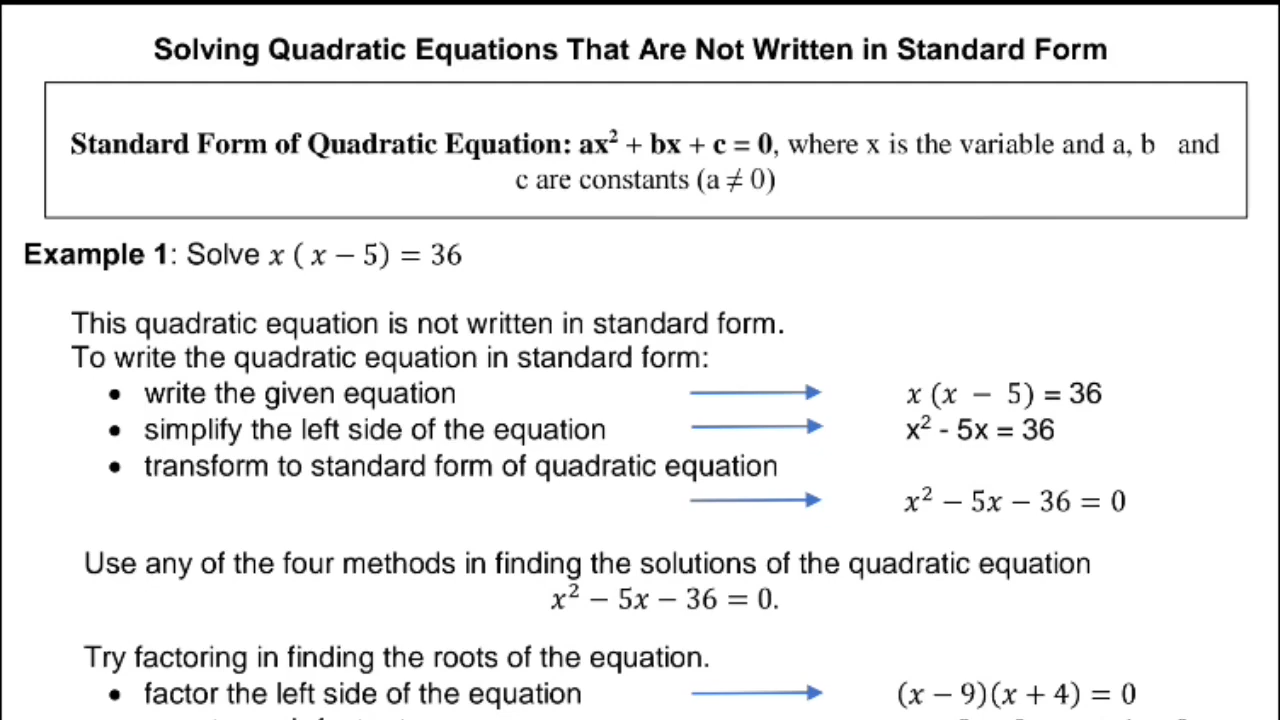 Solving Quadratic Equations That Are Not Written in Standard Form
Standard Form of Quadratic Equation: ax² + bx + c = 0, where x is the variable and a, b and
c are constants (a ≠ 0)
Example 1: Solve x ( x − 5) = 36
This quadratic equation is not written in standard form.
To write the quadratic equation in standard form:
• write the given equation → x (x − 5) = 36
• simplify the left side of the equation → x² - 5x = 36
• transform to standard form of quadratic equation
→ x² − 5x − 36 = 0
Use any of the four methods in finding the solutions of the quadratic equation
x² − 5x − 36 = 0.
Try factoring in finding the roots of the equation.
• factor the left side of the equation → (x − 9)(x + 4) = 0